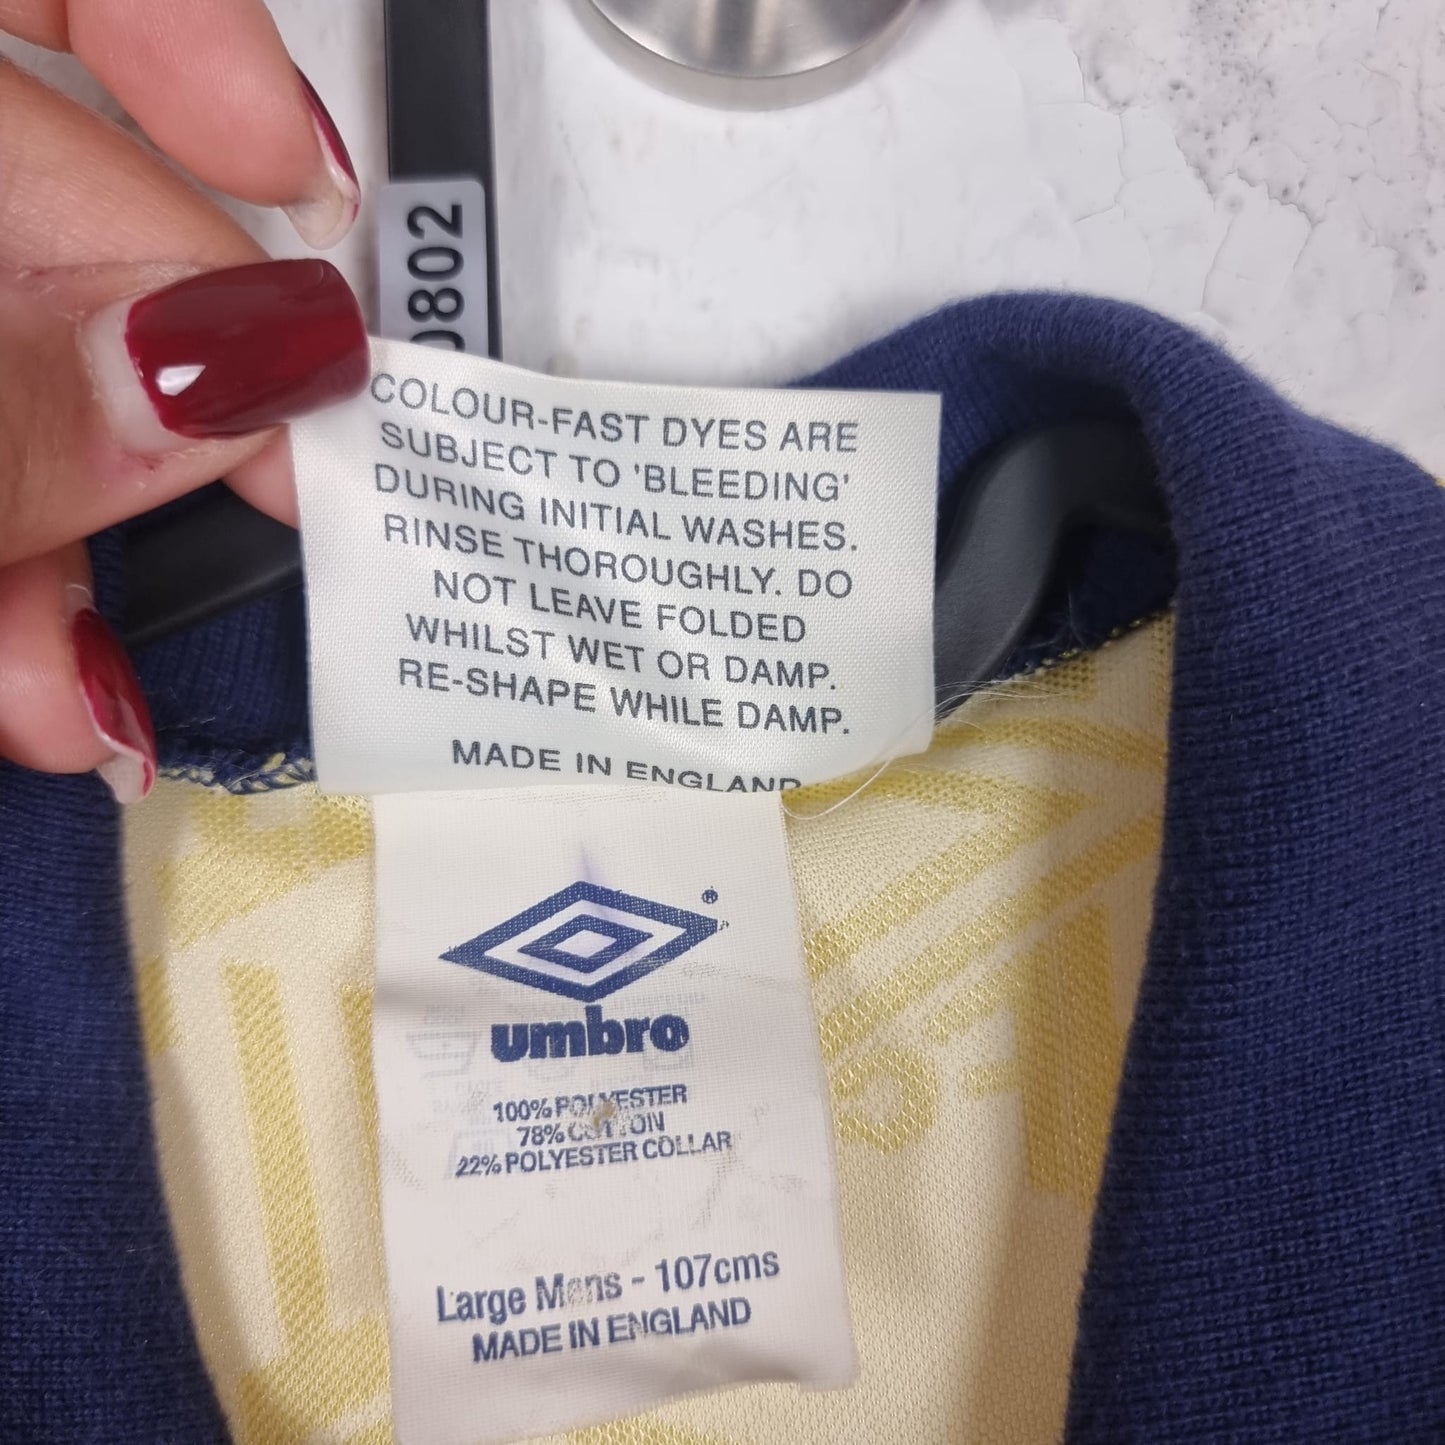 0802
COLOUR-FAST DYES ARE
SUBJECT TO 'BLEEDING'
DURING INITIAL WASHES.
RINSE THOROUGHLY. DO
NOT LEAVE FOLDED
WHILST WET OR DAMP.
RE-SHAPE WHILE DAMP.
MADE IN ENGLAND
®
umbro
100% POLYESTER
78% COTTON
22% POLYESTER COLLAR
Large Mens - 107cms
MADE IN ENGLAND